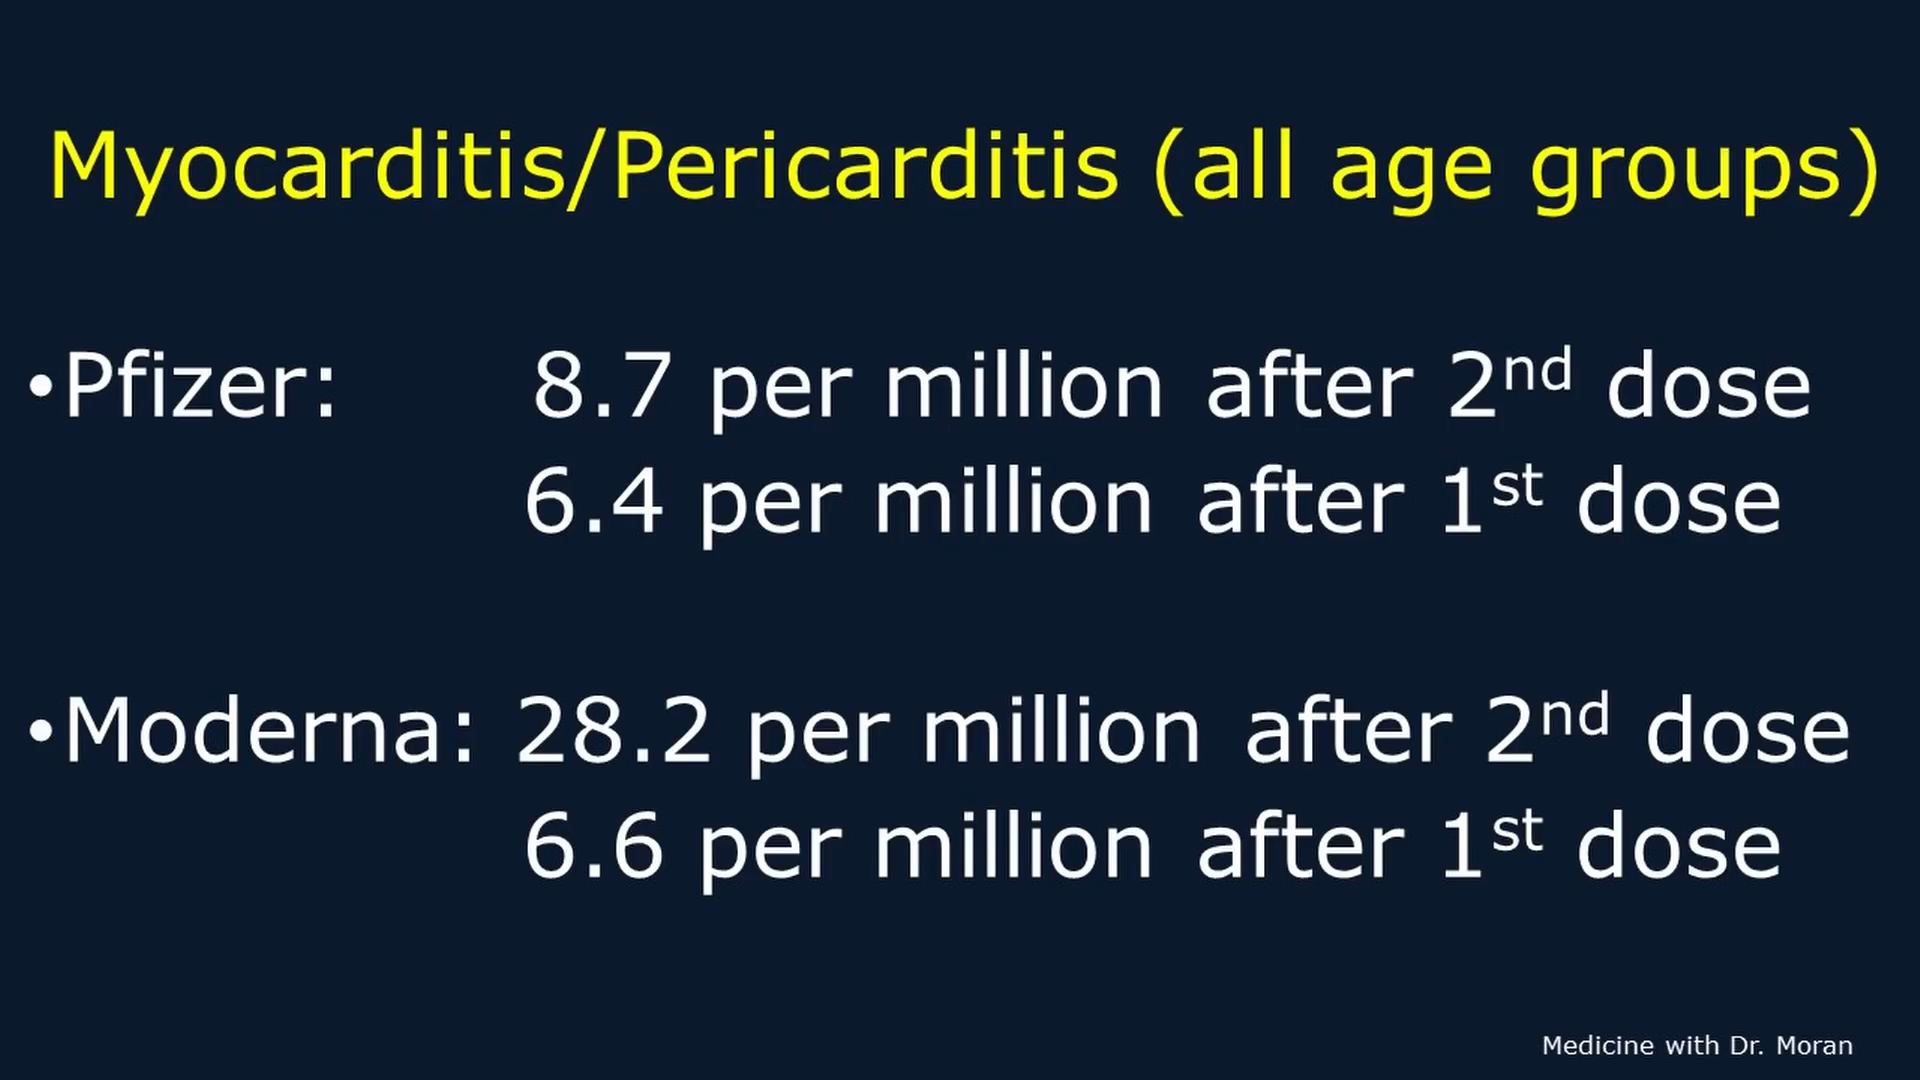 Myocarditis/Pericarditis (all age groups)
•Pfizer: 8.7 per million after 2nd dose
6.4 per million after 1st dose
•Moderna: 28.2 per million after 2nd dose
6.6 per million after 1st dose
Medicine with Dr. Moran